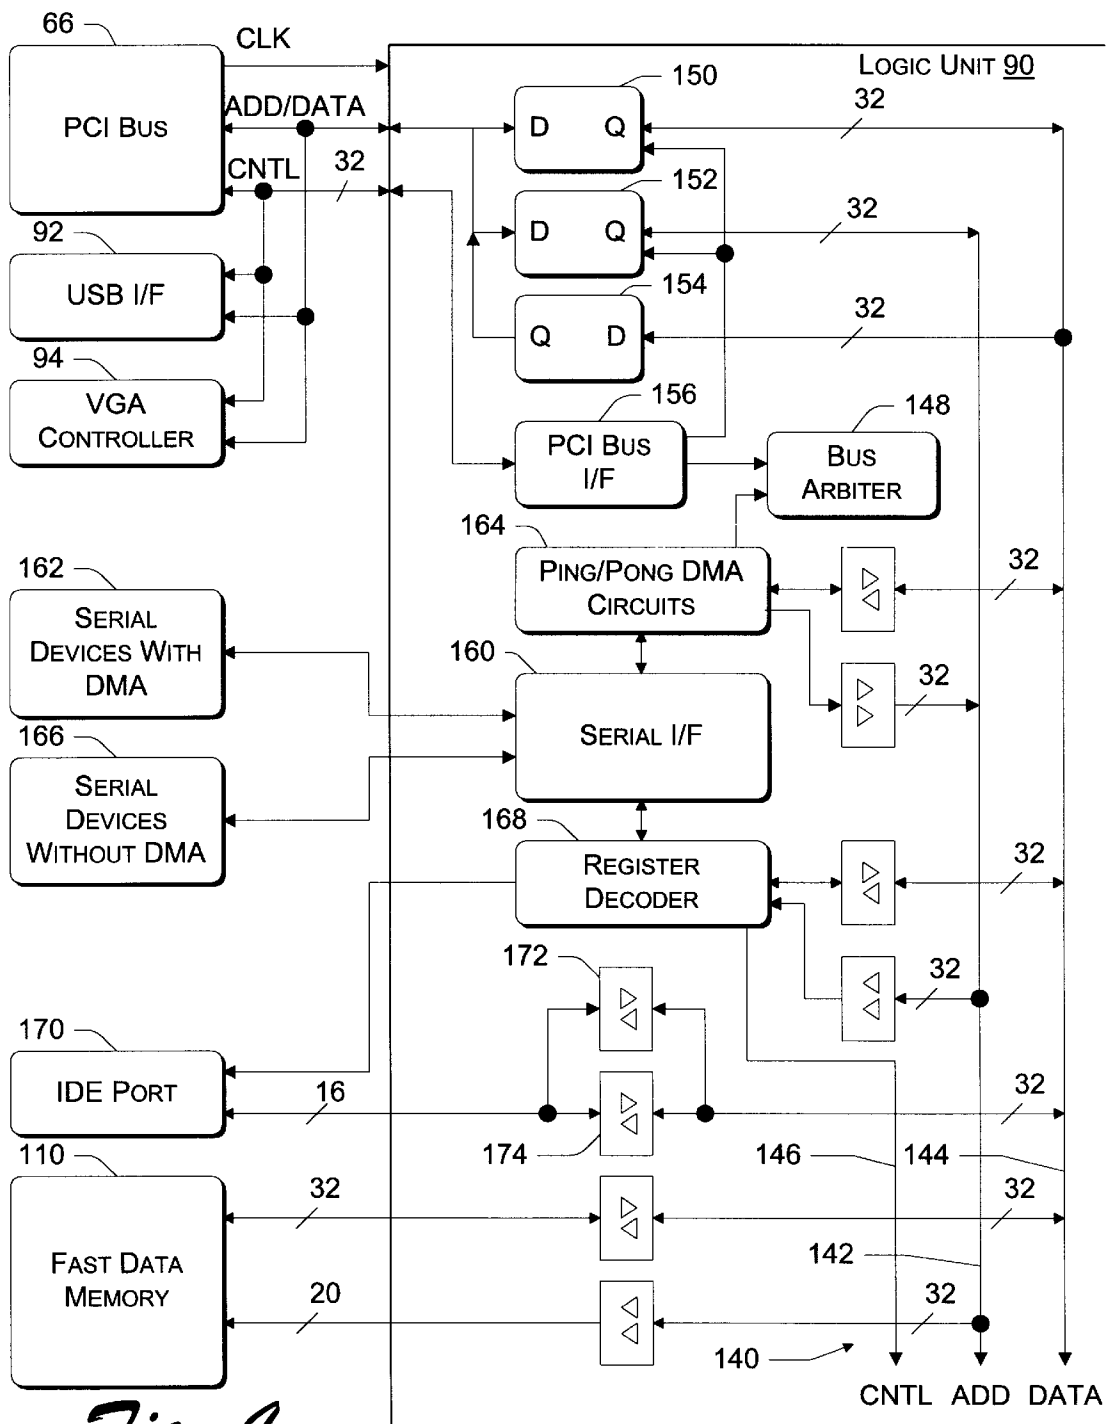 66
CLK
LOGIC UNIT 90
150
PCI BUS
ADD/DATA
D Q
32
CNTL
32
152
92
D Q
32
USB I/F
154
Q D
32
94
VGA
CONTROLLER
156
PCI BUS
I/F
148
BUS
ARBITER
164
162
PING/PONG DMA
CIRCUITS
32
SERIAL
DEVICES WITH
DMA
160
32
SERIAL I/F
166
SERIAL
DEVICES
WITHOUT DMA
168
REGISTER
DECODER
32
172
32
170
IDE PORT
16
32
174
146
144
110
32
32
FAST DATA
MEMORY
142
20
32
140
CNTL ADD DATA